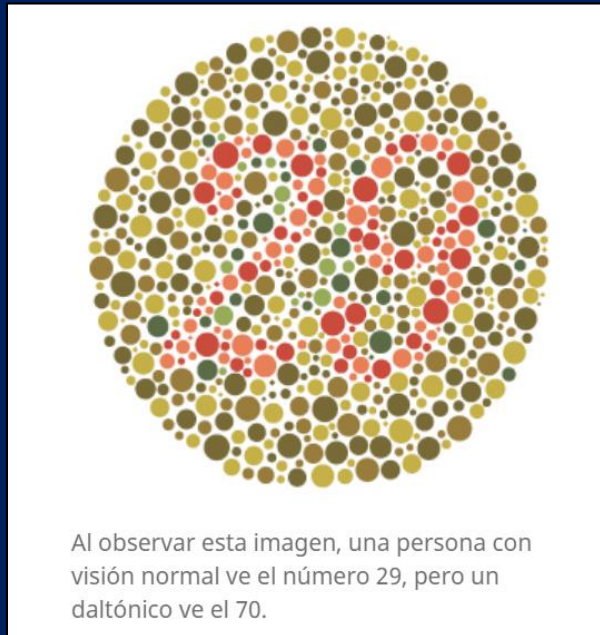 29
Al observar esta imagen, una persona con
visión normal ve el número 29, pero un
daltónico ve el 70.